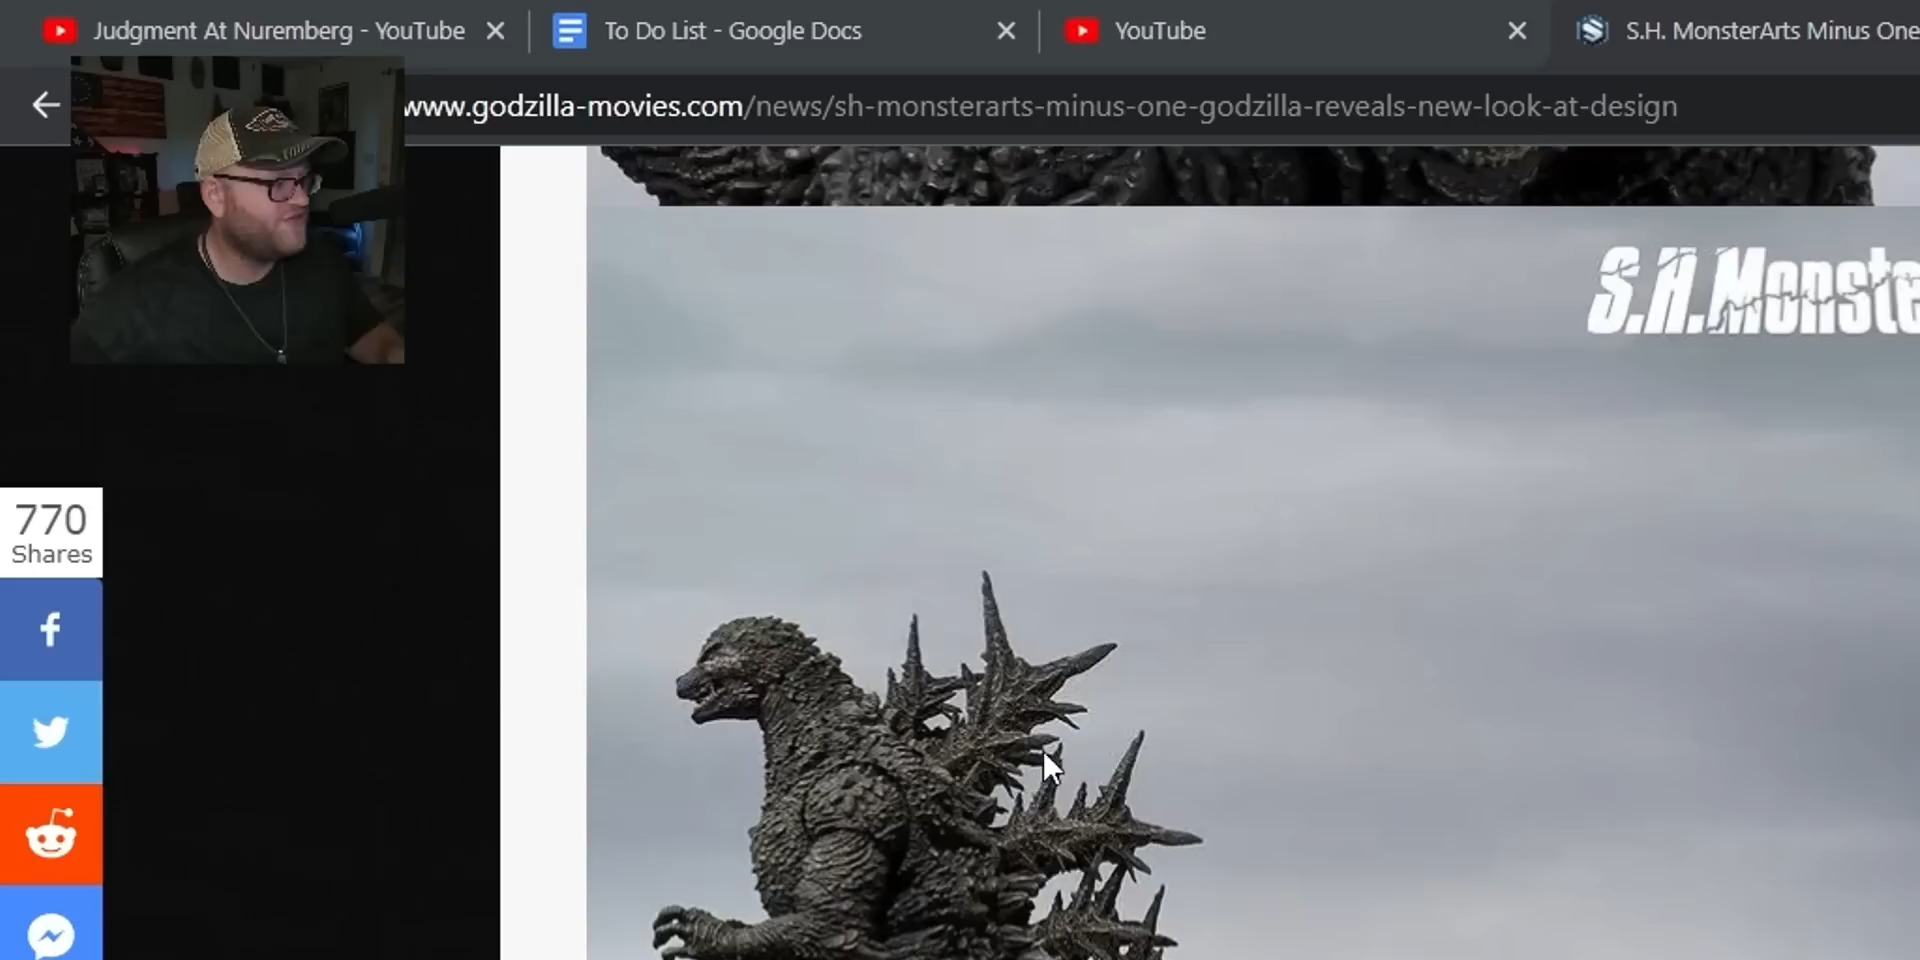 Judgment At Nuremberg - YouTube
To Do List - Google Docs
YouTube
S.H. MonsterArts Minus One
www.godzilla-movies.com/news/sh-monsterarts-minus-one-godzilla-reveals-new-look-at-design
S.H.Monste
770
Shares